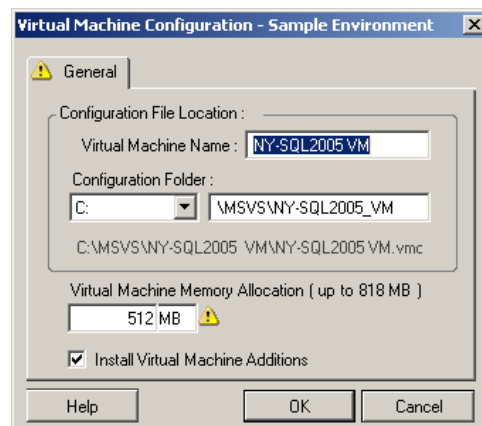 Virtual Machine Configuration - Sample Environment
General
Configuration File Location :
Virtual Machine Name : NY-SQL2005 VM
Configuration Folder :
C: \MSVS\NY-SQL2005_VM
C:\MSVS\NY-SQL2005 VM\NY-SQL2005 VM.vmc
Virtual Machine Memory Allocation ( up to 818 MB )
512 MB
Install Virtual Machine Additions
Help OK Cancel